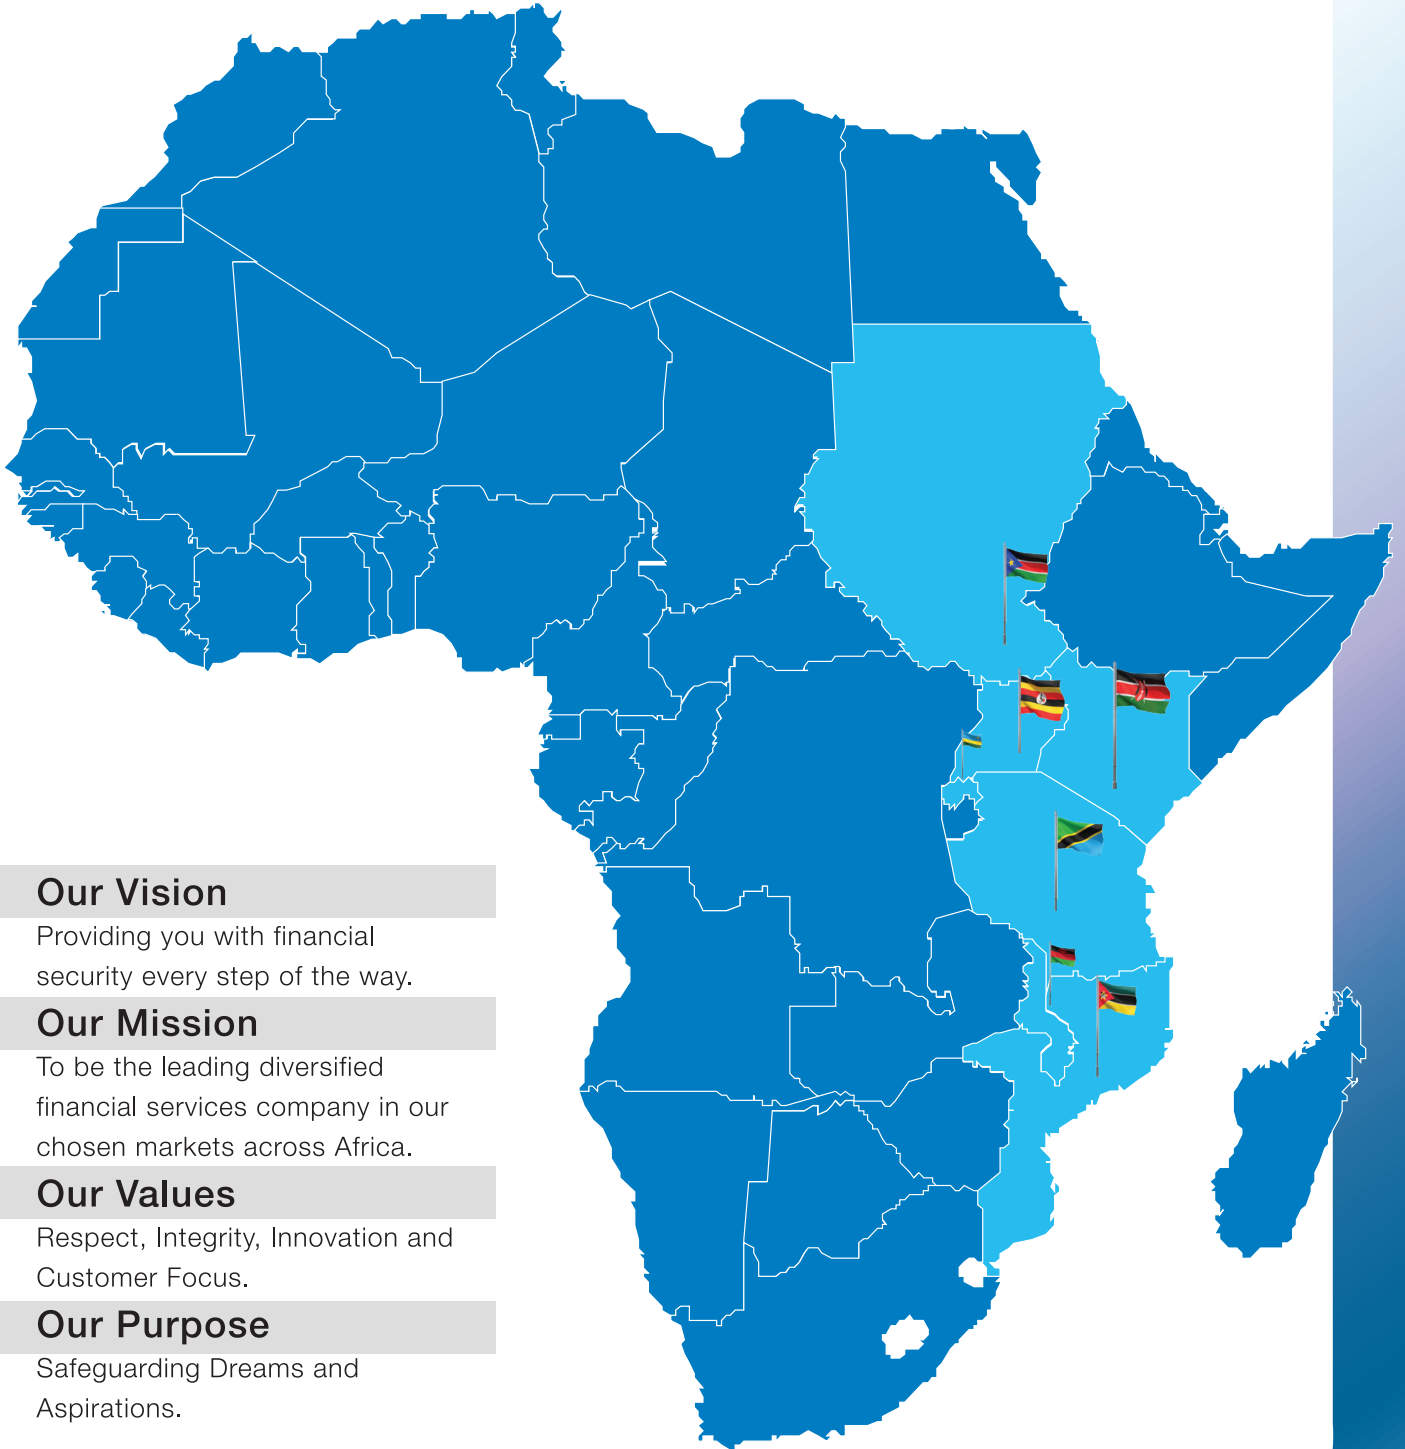 Our Vision
Providing you with financial
security every step of the way.
Our Mission
To be the leading diversified
financial services company in our
chosen markets across Africa.
Our Values
Respect, Integrity, Innovation and
Customer Focus.
Our Purpose
Safeguarding Dreams and
Aspirations.